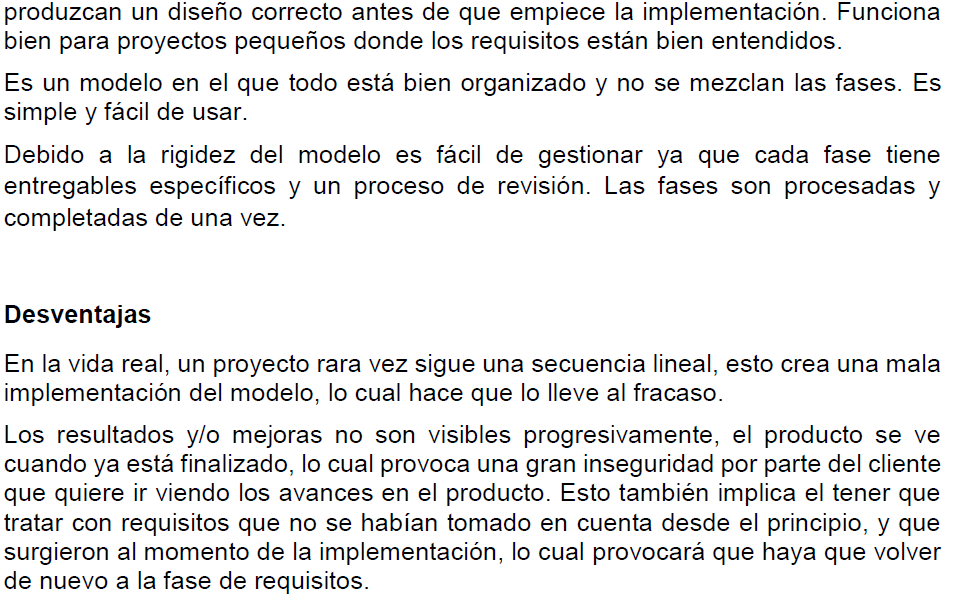 produzcan un diseño correcto antes de que empiece la implementación. Funciona
bien para proyectos pequeños donde los requisitos están bien entendidos.
Es un modelo en el que todo está bien organizado y no se mezclan las fases. Es
simple y fácil de usar.
Debido a la rigidez del modelo es fácil de gestionar ya que cada fase tiene
entregables específicos y un proceso de revisión. Las fases son procesadas y
completadas de una vez.
Desventajas
En la vida real, un proyecto rara vez sigue una secuencia lineal, esto crea una mala
implementación del modelo, lo cual hace que lo lleve al fracaso.
Los resultados y/o mejoras no son visibles progresivamente, el producto se ve
cuando ya está finalizado, lo cual provoca una gran inseguridad por parte del cliente
que quiere ir viendo los avances en el producto. Esto también implica el tener que
tratar con requisitos que no se habían tomado en cuenta desde el principio, y que
surgieron al momento de la implementación, lo cual provocará que haya que volver
de nuevo a la fase de requisitos.